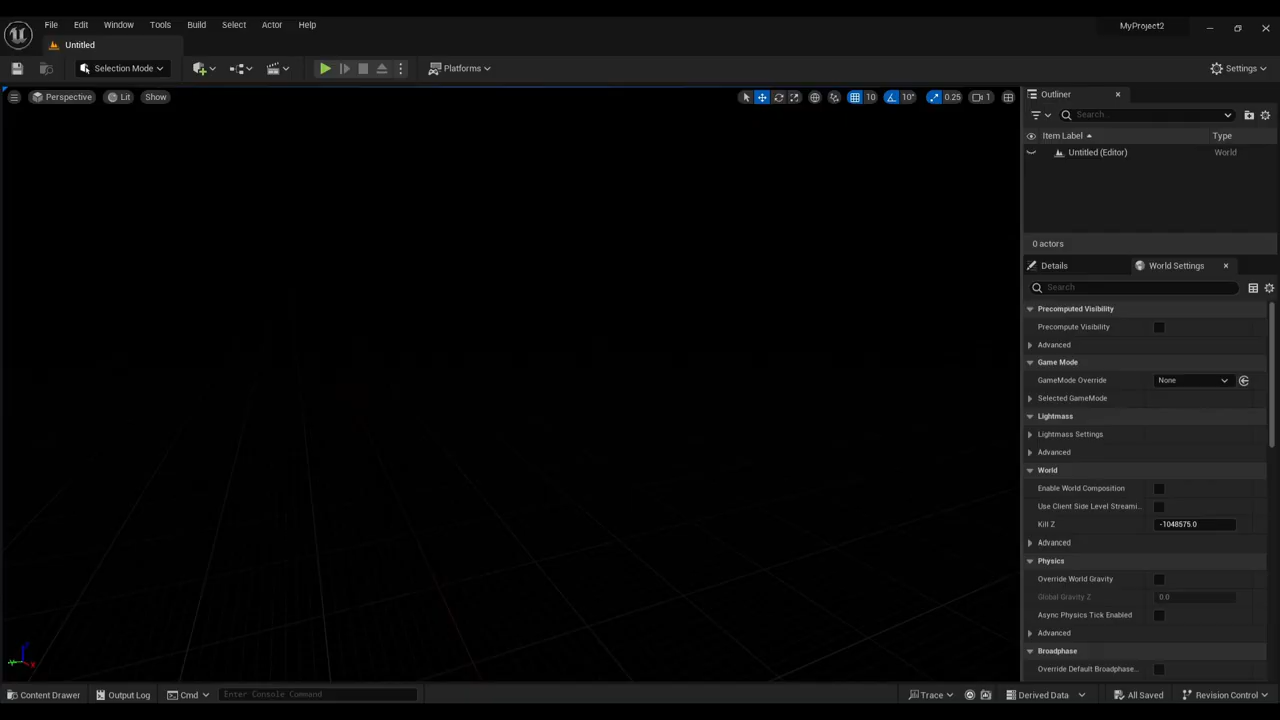 File Edit Window Tools Build Select Actor Help MyProject2
Untitled
Selection Mode Platforms Settings
Perspective Lit Show 10 10° 0.25 1
Outliner
Search...
Item Label Type
Untitled (Editor) World
0 actors
Details World Settings
Search
Precomputed Visibility
Precompute Visibility
Advanced
Game Mode
GameMode Override None
Selected GameMode
Lightmass
Lightmass Settings
Advanced
World
Enable World Composition
Use Client Side Level Streami...
Kill Z -1048575.0
Advanced
Physics
Override World Gravity
Global Gravity Z 0.0
Async Physics Tick Enabled
Advanced
Broadphase
Override Default Broadphase...
Content Drawer Output Log Cmd Enter Console Command Trace Derived Data All Saved Revision Control